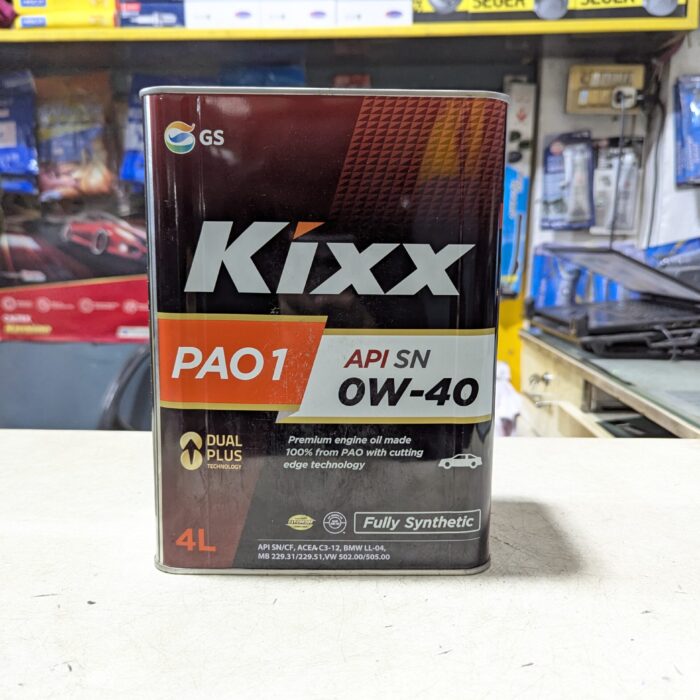 SEGER
SEGER
GS
Kixx
PAO 1
API SN
0W-40
DUAL
PLUS
TECHNOLOGY
Premium engine oil made
100% from PAO with cutting
edge technology
4L
Fully Synthetic
API SN/CF, ACEA C3-12, BMW LL-04,
MB 229.31/229.51, VW 502.00/505.00